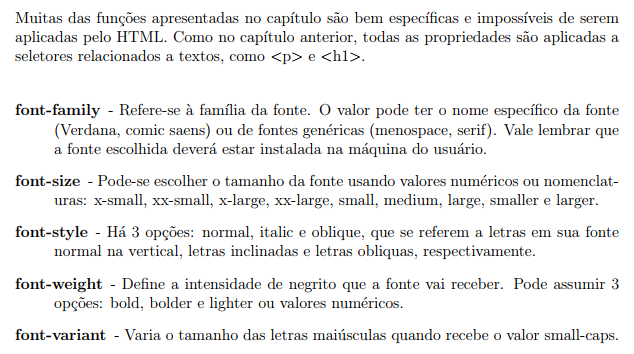 Muitas das funções apresentadas no capítulo são bem específicas e impossíveis de serem
aplicadas pelo HTML. Como no capítulo anterior, todas as propriedades são aplicadas a
seletores relacionados a textos, como <p> e <h1>.
font-family - Refere-se à família da fonte. O valor pode ter o nome específico da fonte
(Verdana, comic saens) ou de fontes genéricas (menospace, serif). Vale lembrar que
a fonte escolhida deverá estar instalada na máquina do usuário.
font-size - Pode-se escolher o tamanho da fonte usando valores numéricos ou nomenclat-
uras: x-small, xx-small, x-large, xx-large, small, medium, large, smaller e larger.
font-style - Há 3 opções: normal, italic e oblique, que se referem a letras em sua fonte
normal na vertical, letras inclinadas e letras obliquas, respectivamente.
font-weight - Define a intensidade de negrito que a fonte vai receber. Pode assumir 3
opções: bold, bolder e lighter ou valores numéricos.
font-variant - Varia o tamanho das letras maiúsculas quando recebe o valor small-caps.